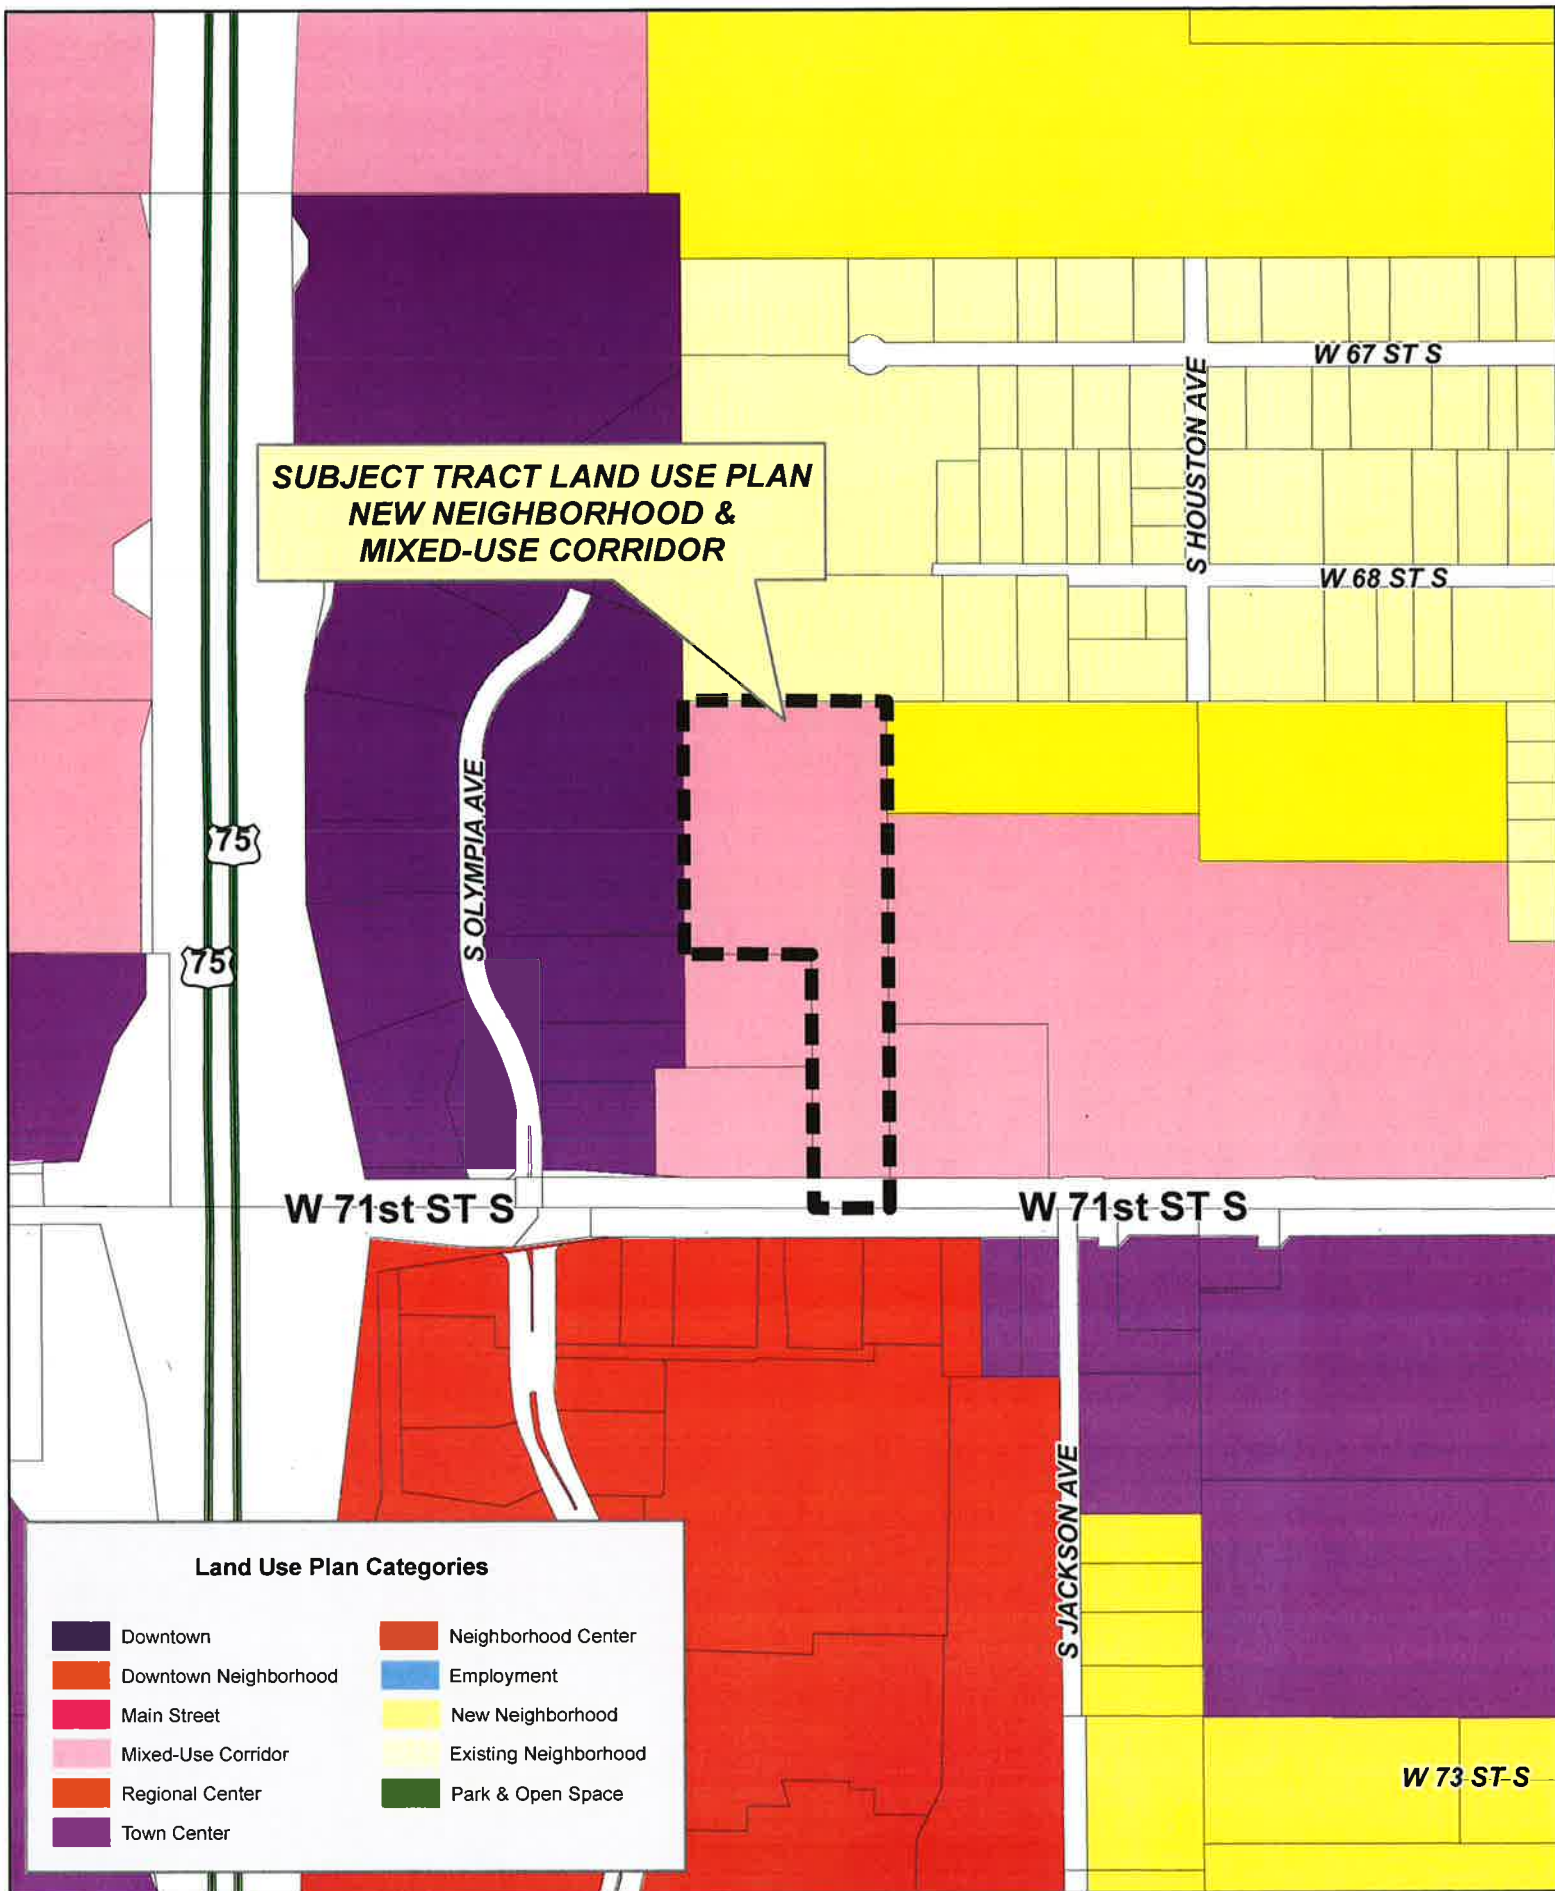 W 67 ST S
S HOUSTON AVE
SUBJECT TRACT LAND USE PLAN
NEW NEIGHBORHOOD &
MIXED-USE CORRIDOR
W 68 ST S
S OLYMPIA AVE
75
75
W 71st ST S
W 71st ST S
S JACKSON AVE
Land Use Plan Categories
Downtown
Downtown Neighborhood
Main Street
Mixed-Use Corridor
Regional Center
Town Center
Neighborhood Center
Employment
New Neighborhood
Existing Neighborhood
Park & Open Space
W 73 ST S